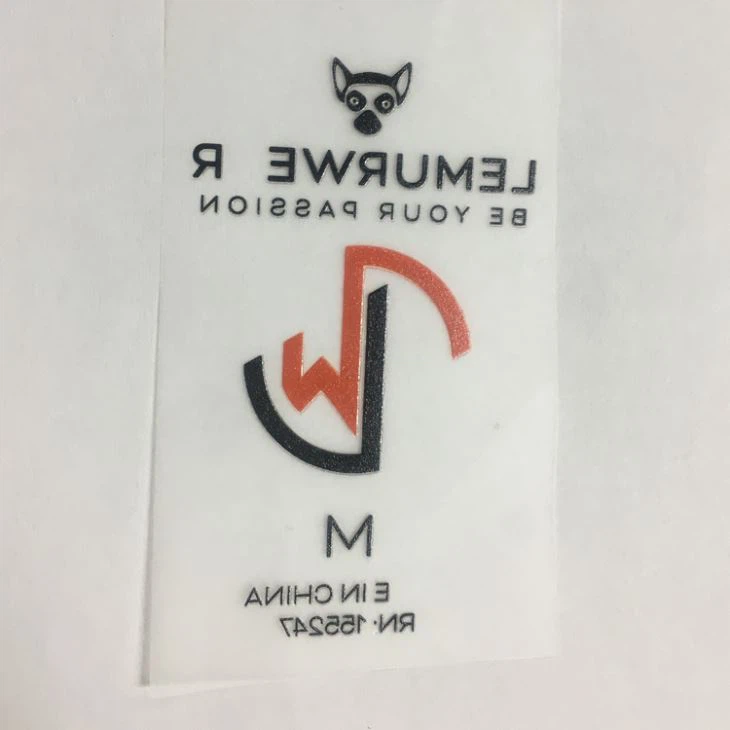 LEMURWE R
BE YOUR PASSION
W
M
E IN CHINA
RN·155247